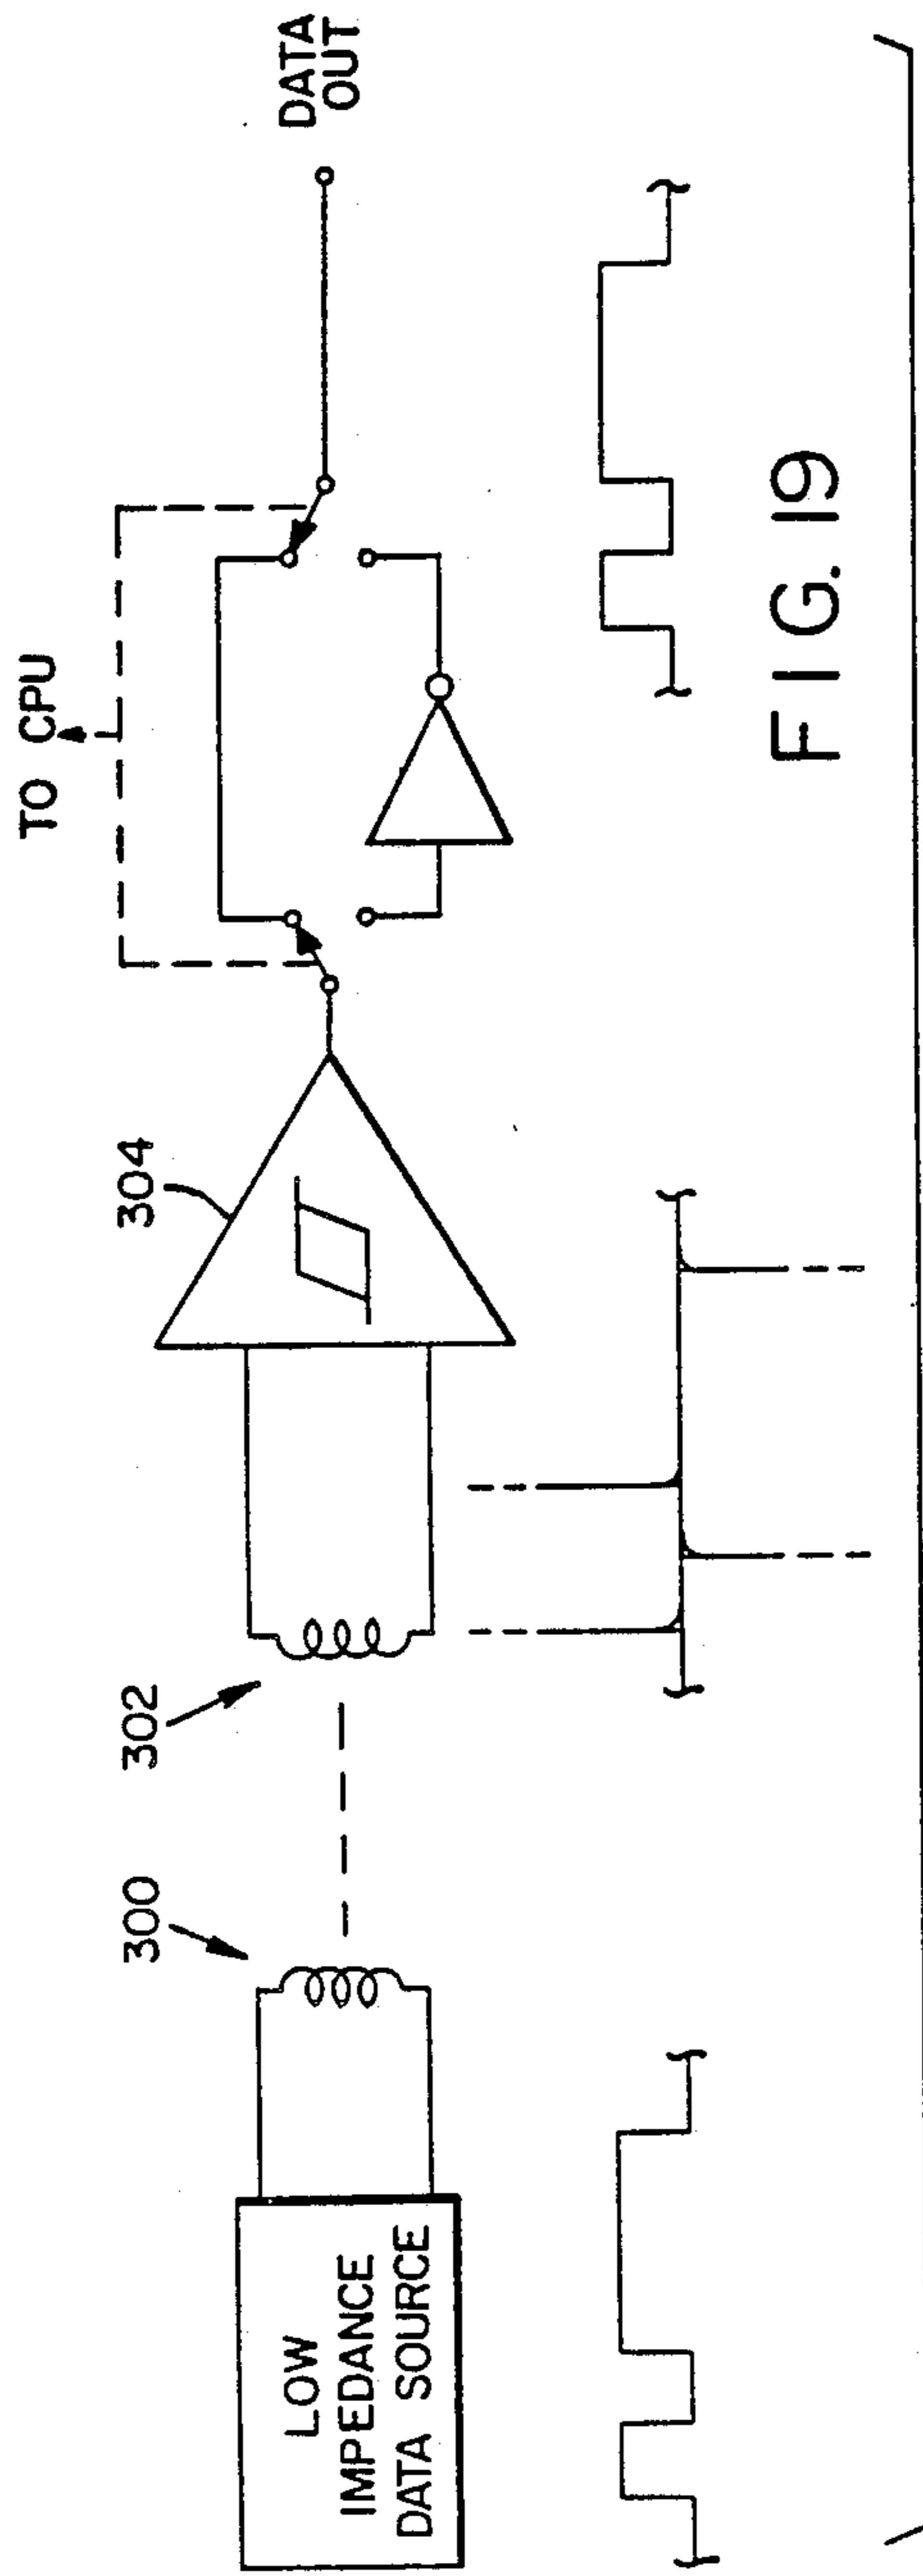 LOW
IMPEDANCE
DATA SOURCE
300
302
304
TO CPU
DATA
OUT
FIG. 19